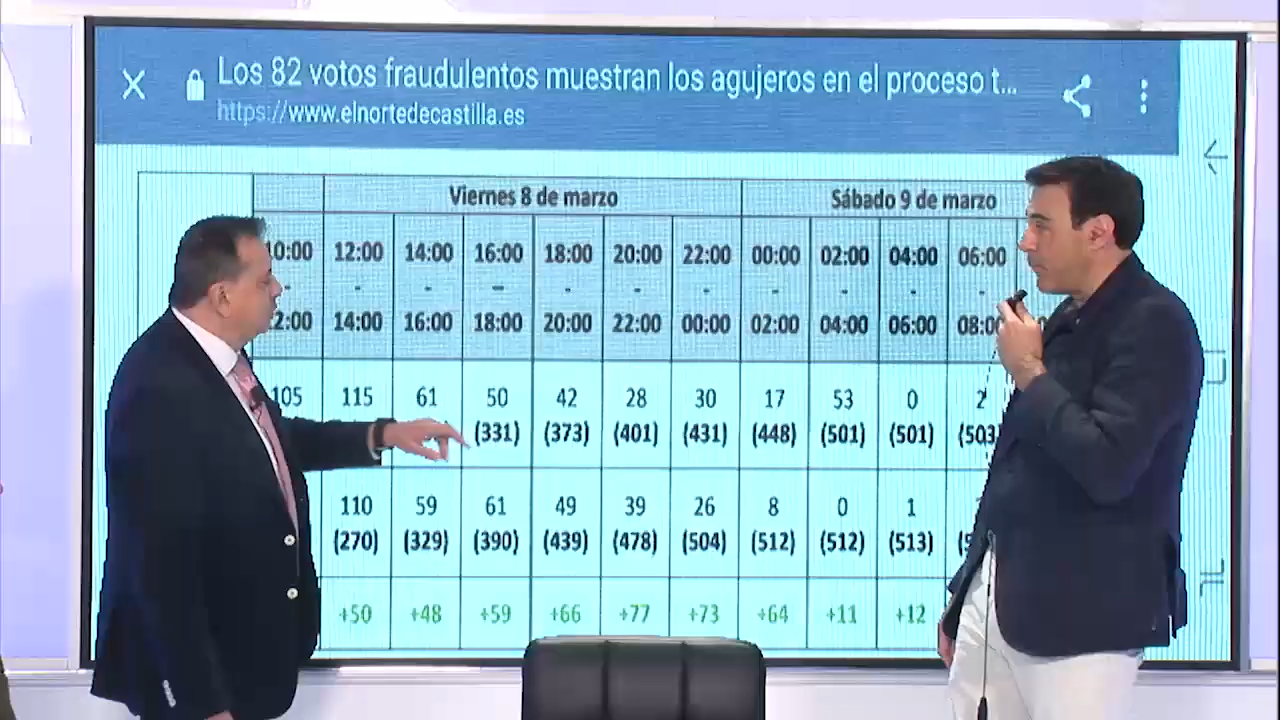 Los 82 votos fraudulentos muestran los agujeros en el proceso t...
https://www.elnortedecastilla.es
Viernes 8 de marzo Sábado 9 de marzo
10:00 12:00 14:00 16:00 18:00 20:00 22:00 00:00 02:00 04:00 06:00
- - - - - - - - - - -
12:00 14:00 16:00 18:00 20:00 22:00 00:00 02:00 04:00 06:00 08:00
105 115 61 50 42 28 30 17 53 0 2
(331) (373) (401) (431) (448) (501) (501) (503)
110 59 61 49 39 26 8 0 1
(270) (329) (390) (439) (478) (504) (512) (512) (513)
+50 +48 +59 +66 +77 +73 +64 +11 +12